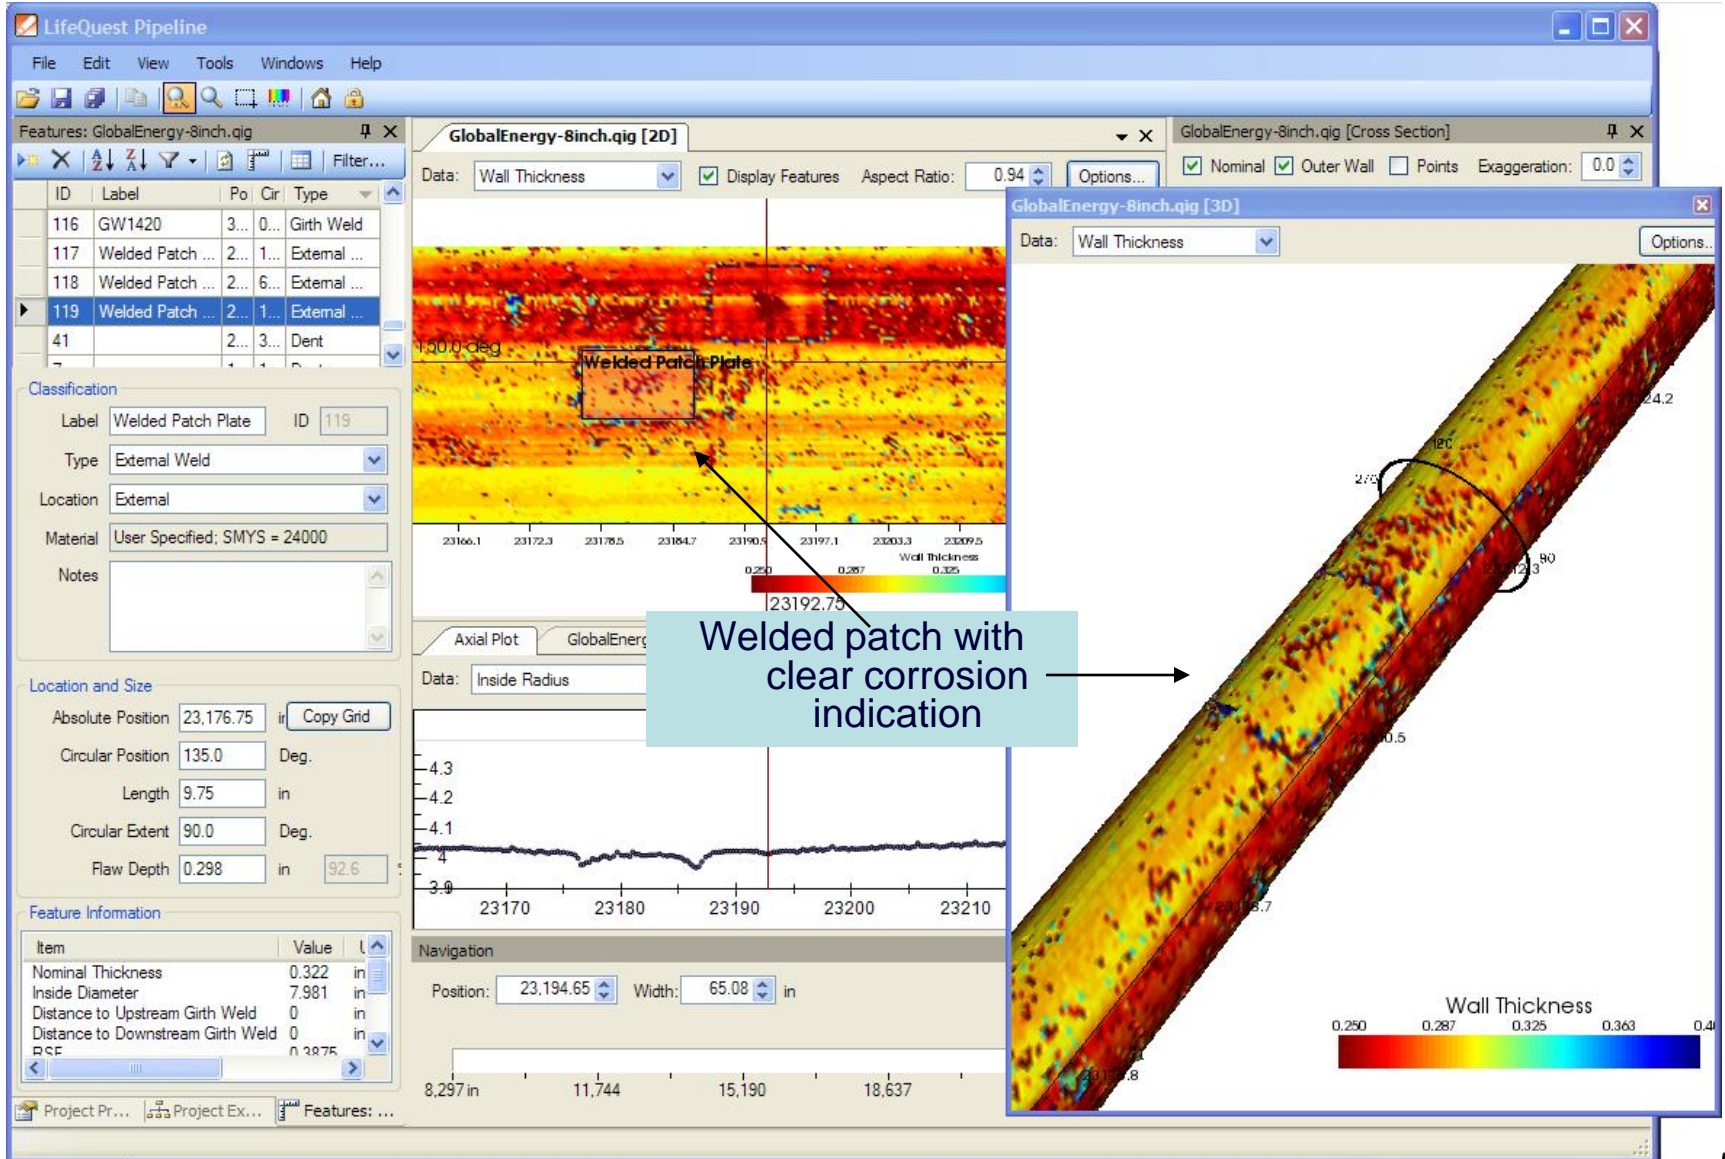 LifeQuest Pipeline
File Edit View Tools Windows Help
Features: GlobalEnergy-8inch.qig
Filter...
ID Label Po Cir Type
116 GW1420 3... 0... Girth Weld
117 Welded Patch ... 2... 1... External ...
118 Welded Patch ... 2... 6... External ...
119 Welded Patch ... 2... 1... External ...
41 2... 3... Dent
Classification
Label Welded Patch Plate ID 119
Type External Weld
Location External
Material User Specified; SMYS = 24000
Notes
Location and Size
Absolute Position 23,176.75 in Copy Grid
Circular Position 135.0 Deg.
Length 9.75 in
Circular Extent 90.0 Deg.
Flaw Depth 0.298 in 92.6
Feature Information
Item Value
Nominal Thickness 0.322 in
Inside Diameter 7.981 in
Distance to Upstream Girth Weld 0 in
Distance to Downstream Girth Weld 0 in
RSF 0.3875
Project Pr... Project Ex... Features: ...
GlobalEnergy-8inch.qig [2D]
Data: Wall Thickness Display Features Aspect Ratio: 0.94 Options...
150.0 deg
Welded Patch Plate
23166.1 23172.3 23178.5 23184.7 23190.9 23197.1 23203.3 23209.5
Wall Thickness
0.250 0.287 0.325
23192.75
Welded patch with
clear corrosion
indication
Axial Plot GlobalEnerg
Data: Inside Radius
4.3
4.2
4.1
4
3.9
23170 23180 23190 23200 23210
Navigation
Position: 23,194.65 Width: 65.08 in
8,297 in 11,744 15,190 18,637
GlobalEnergy-8inch.qig [Cross Section]
Nominal Outer Wall Points Exaggeration: 0.0
GlobalEnergy-8inch.qig [3D]
Data: Wall Thickness Options..
24.2
270
90
Wall Thickness
0.250 0.287 0.325 0.363